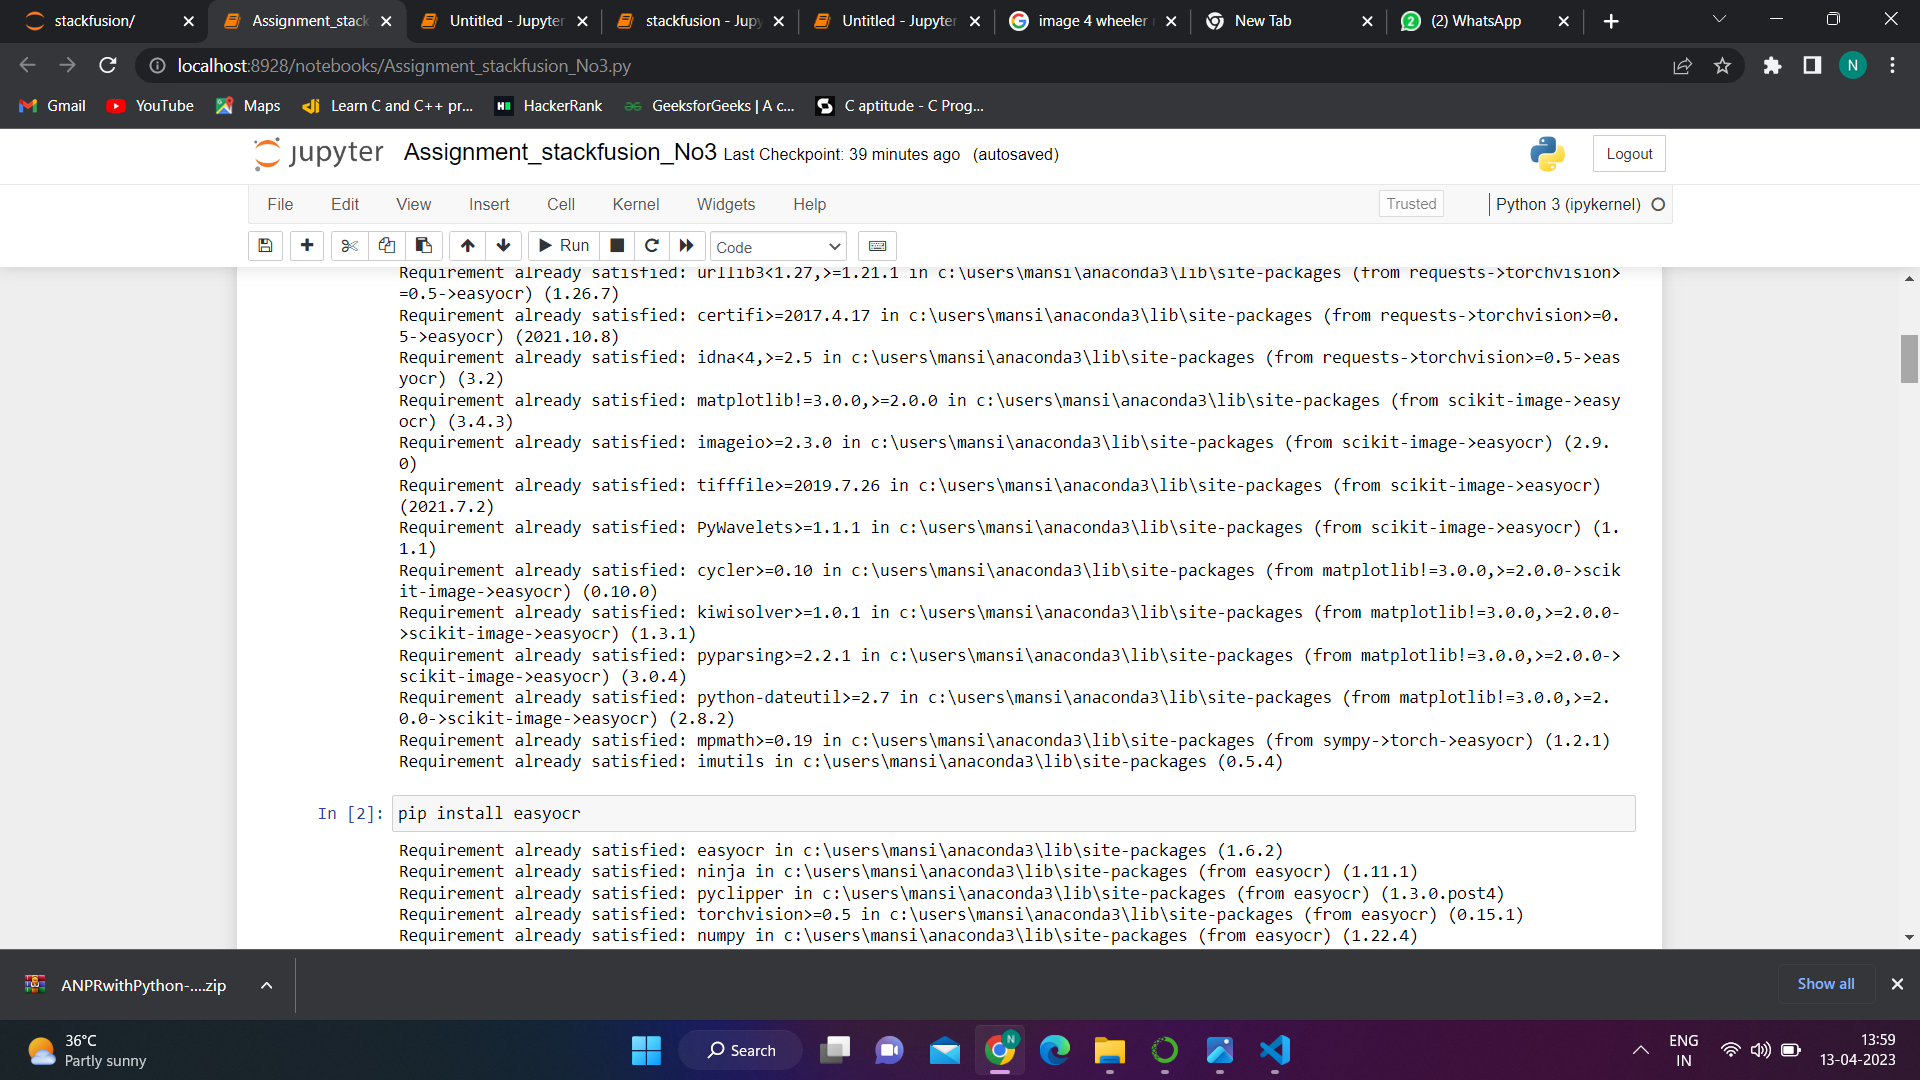 stackfusion/
Assignment_stack
Untitled - Jupyter
stackfusion - Jupy
Untitled - Jupyter
image 4 wheeler
New Tab
(2) WhatsApp
localhost:8928/notebooks/Assignment_stackfusion_No3.py
N
Gmail
YouTube
Maps
Learn C and C++ pr...
HackerRank
GeeksforGeeks | A c...
C aptitude - C Prog...
jupyter
Assignment_stackfusion_No3 Last Checkpoint: 39 minutes ago (autosaved)
Logout
File
Edit
View
Insert
Cell
Kernel
Widgets
Help
Trusted
Python 3 (ipykernel)
Run
Code
Requirement already satisfied: urllib3<1.27,>=1.21.1 in c:\users\mansi\anaconda3\lib\site-packages (from requests->torchvision>
=0.5->easyocr) (1.26.7)
Requirement already satisfied: certifi>=2017.4.17 in c:\users\mansi\anaconda3\lib\site-packages (from requests->torchvision>=0.
5->easyocr) (2021.10.8)
Requirement already satisfied: idna<4,>=2.5 in c:\users\mansi\anaconda3\lib\site-packages (from requests->torchvision>=0.5->eas
yocr) (3.2)
Requirement already satisfied: matplotlib!=3.0.0,>=2.0.0 in c:\users\mansi\anaconda3\lib\site-packages (from scikit-image->easy
ocr) (3.4.3)
Requirement already satisfied: imageio>=2.3.0 in c:\users\mansi\anaconda3\lib\site-packages (from scikit-image->easyocr) (2.9.
0)
Requirement already satisfied: tifffile>=2019.7.26 in c:\users\mansi\anaconda3\lib\site-packages (from scikit-image->easyocr)
(2021.7.2)
Requirement already satisfied: PyWavelets>=1.1.1 in c:\users\mansi\anaconda3\lib\site-packages (from scikit-image->easyocr) (1.
1.1)
Requirement already satisfied: cycler>=0.10 in c:\users\mansi\anaconda3\lib\site-packages (from matplotlib!=3.0.0,>=2.0.0->scik
it-image->easyocr) (0.10.0)
Requirement already satisfied: kiwisolver>=1.0.1 in c:\users\mansi\anaconda3\lib\site-packages (from matplotlib!=3.0.0,>=2.0.0-
>scikit-image->easyocr) (1.3.1)
Requirement already satisfied: pyparsing>=2.2.1 in c:\users\mansi\anaconda3\lib\site-packages (from matplotlib!=3.0.0,>=2.0.0->
scikit-image->easyocr) (3.0.4)
Requirement already satisfied: python-dateutil>=2.7 in c:\users\mansi\anaconda3\lib\site-packages (from matplotlib!=3.0.0,>=2.
0.0->scikit-image->easyocr) (2.8.2)
Requirement already satisfied: mpmath>=0.19 in c:\users\mansi\anaconda3\lib\site-packages (from sympy->torch->easyocr) (1.2.1)
Requirement already satisfied: imutils in c:\users\mansi\anaconda3\lib\site-packages (0.5.4)
In [2]: pip install easyocr
Requirement already satisfied: easyocr in c:\users\mansi\anaconda3\lib\site-packages (1.6.2)
Requirement already satisfied: ninja in c:\users\mansi\anaconda3\lib\site-packages (from easyocr) (1.11.1)
Requirement already satisfied: pyclipper in c:\users\mansi\anaconda3\lib\site-packages (from easyocr) (1.3.0.post4)
Requirement already satisfied: torchvision>=0.5 in c:\users\mansi\anaconda3\lib\site-packages (from easyocr) (0.15.1)
Requirement already satisfied: numpy in c:\users\mansi\anaconda3\lib\site-packages (from easyocr) (1.22.4)
ANPRwithPython-....zip
Show all
36°C
Partly sunny
Search
ENG
IN
13:59
13-04-2023